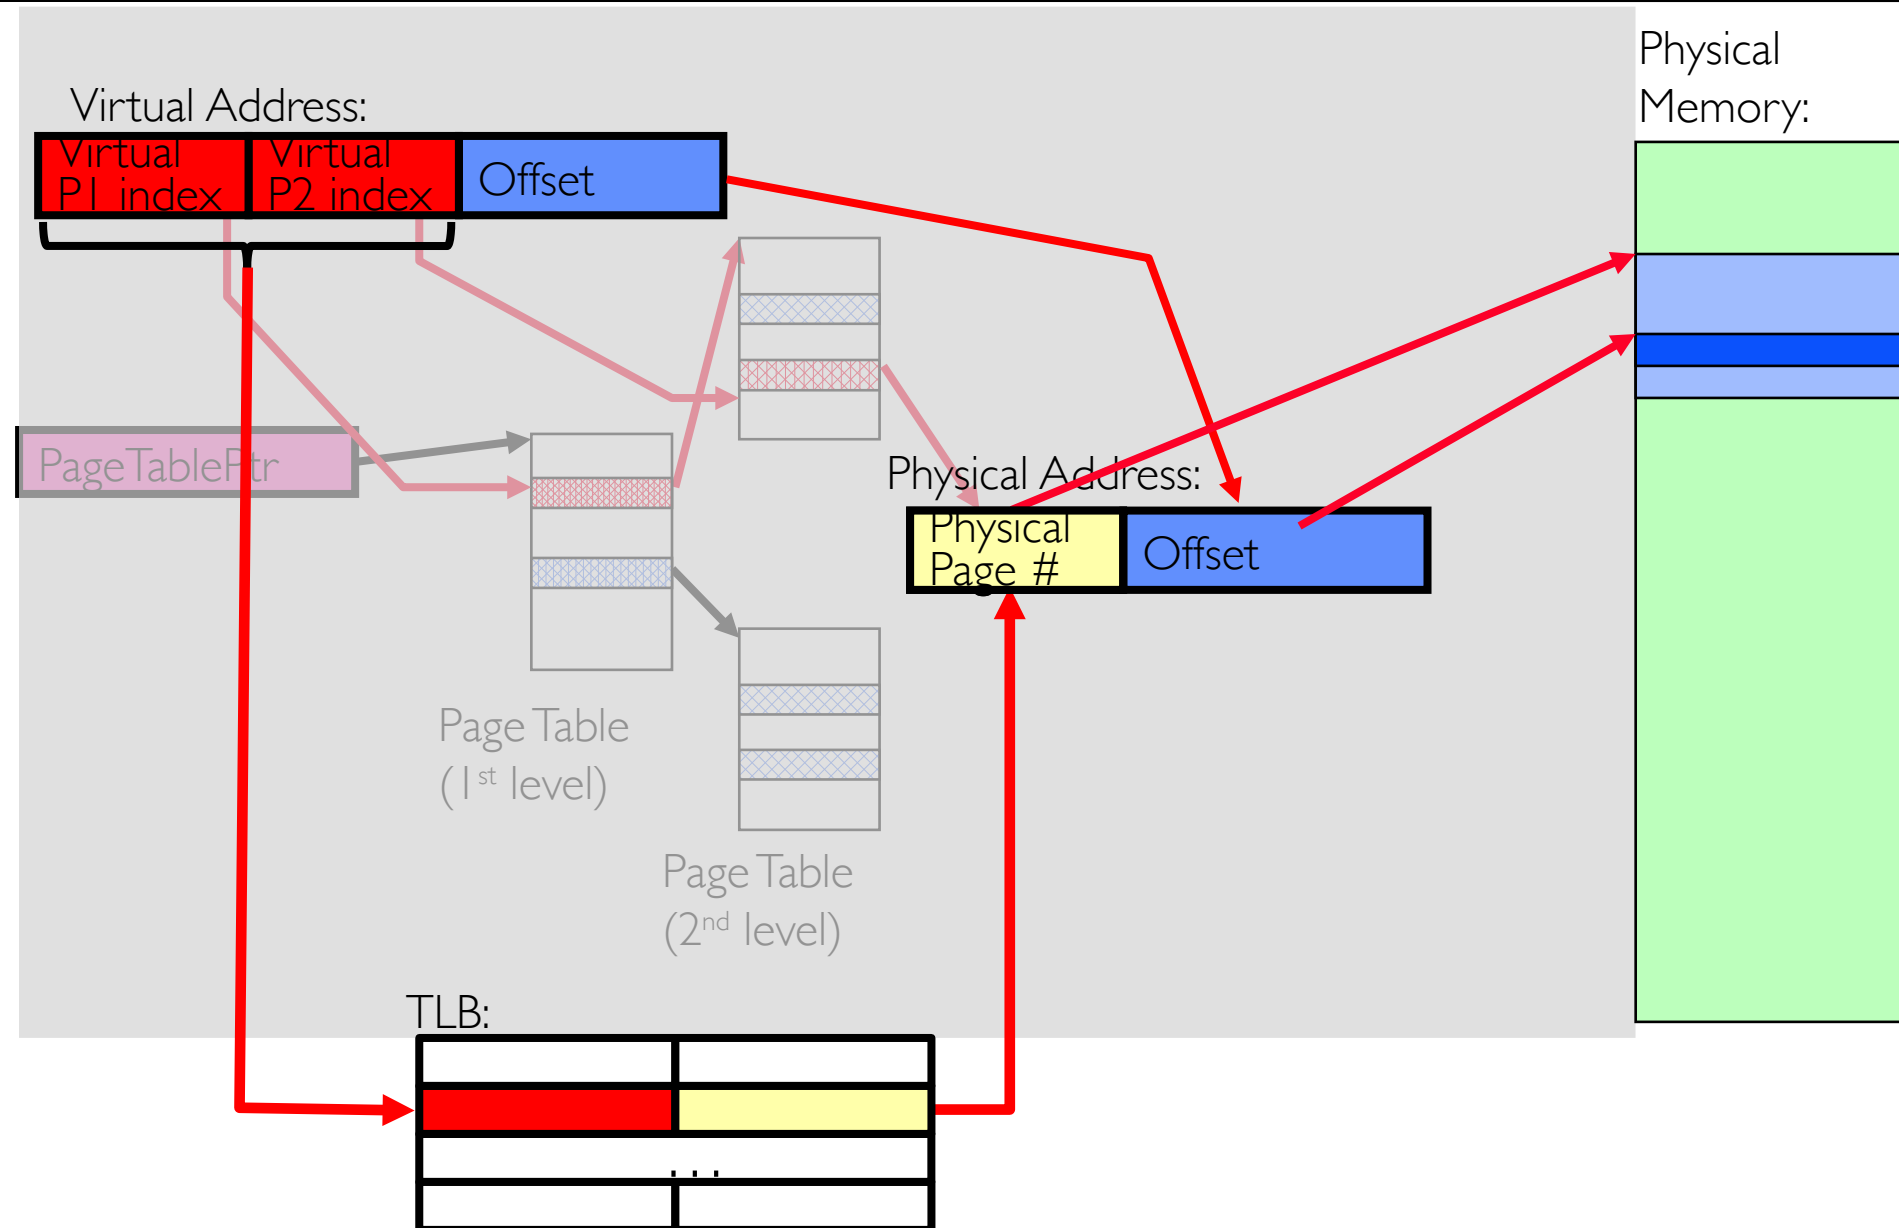 Physical
Memory:
Virtual Address:
Virtual
P1 index
Virtual
P2 index
Offset
PageTablePtr
Physical Address:
Physical
Page #
Offset
Page Table
(1st level)
Page Table
(2nd level)
TLB:
...